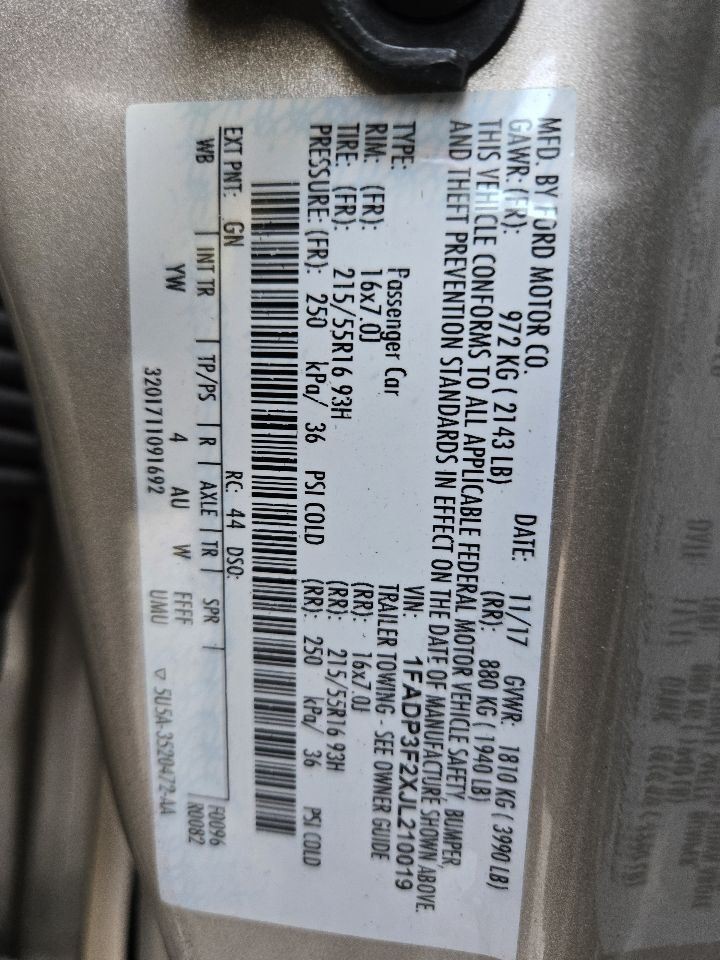 MFD. BY FORD MOTOR CO.
DATE: 11/17 GVWR: 1810 KG ( 3990 LB)
GAWR: (FR): 972 KG ( 2143 LB) (RR): 880 KG ( 1940 LB)
THIS VEHICLE CONFORMS TO ALL APPLICABLE FEDERAL MOTOR VEHICLE SAFETY, BUMPER,
AND THEFT PREVENTION STANDARDS IN EFFECT ON THE DATE OF MANUFACTURE SHOWN ABOVE.
VIN: 1FADP3F2XJL210019
TYPE: Passenger Car TRAILER TOWING - SEE OWNER GUIDE
RIM: (FR): 16x7.0J (RR): 16x7.0J
TIRE: (FR): 215/55R16 93H (RR): 215/55R16 93H
PRESSURE: (FR): 250 kPa/ 36 PSI COLD (RR): 250 kPa/ 36 PSI COLD
EXT PNT: GN RC: 44 DSO: F0096
WB INT TR TP/PS R AXLE TR SPR R0082
YW 4 AU W FFFF
UMU
3201711091692 ▽ 5U5A-3520472-AA